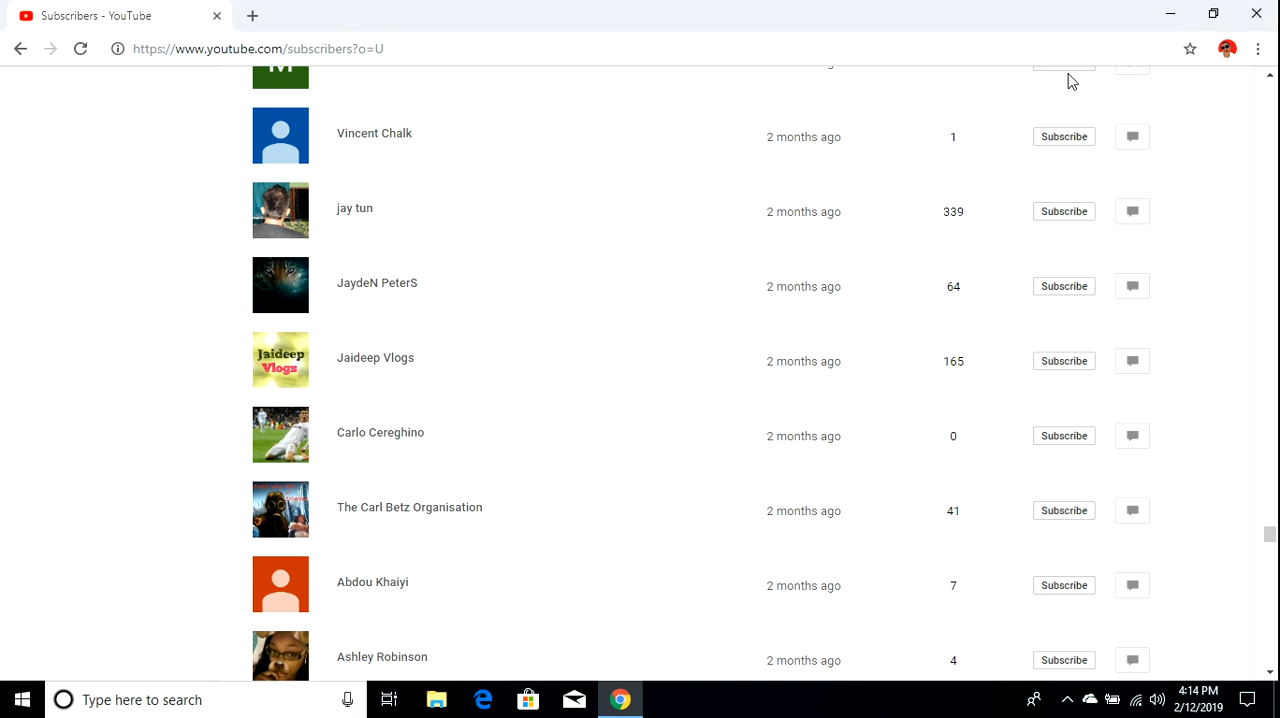 Subscribers - YouTube
https://www.youtube.com/subscribers?o=U
Vincent Chalk 2 months ago 1 Subscribe
jay tun 2 months ago 339 Subscribe
JaydeN PeterS 2 months ago 64 Subscribe
Jaideep Vlogs
Jaideep Vlogs 2 months ago 165 Subscribe
Carlo Cereghino 2 months ago 0 Subscribe
The Carl Betz Organisation 2 months ago 41 Subscribe
Abdou Khaiyi 2 months ago 7 Subscribe
Ashley Robinson 2 months ago 4 Subscribe
Type here to search
4:14 PM
2/12/2019